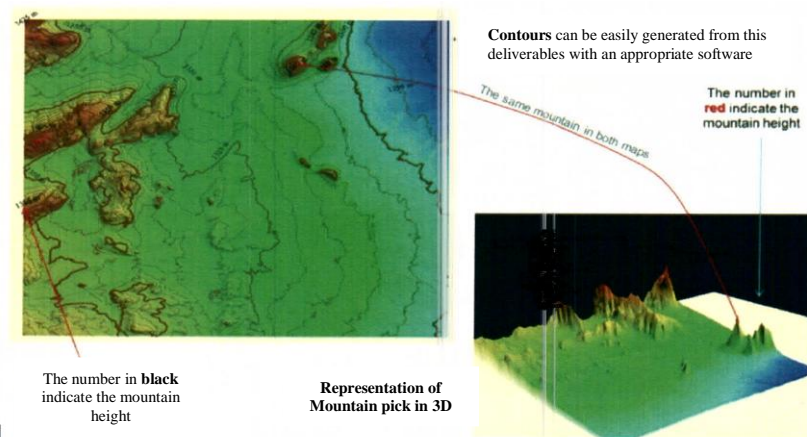 Contours can be easily generated from this
deliverables with an appropriate software
The number in
red indicate the
mountain height
The same mountain in both maps
The number in black
indicate the mountain
height
Representation of
Mountain pick in 3D